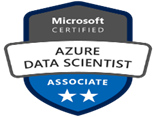 Microsoft
CERTIFIED
AZURE
DATA SCIENTIST
ASSOCIATE